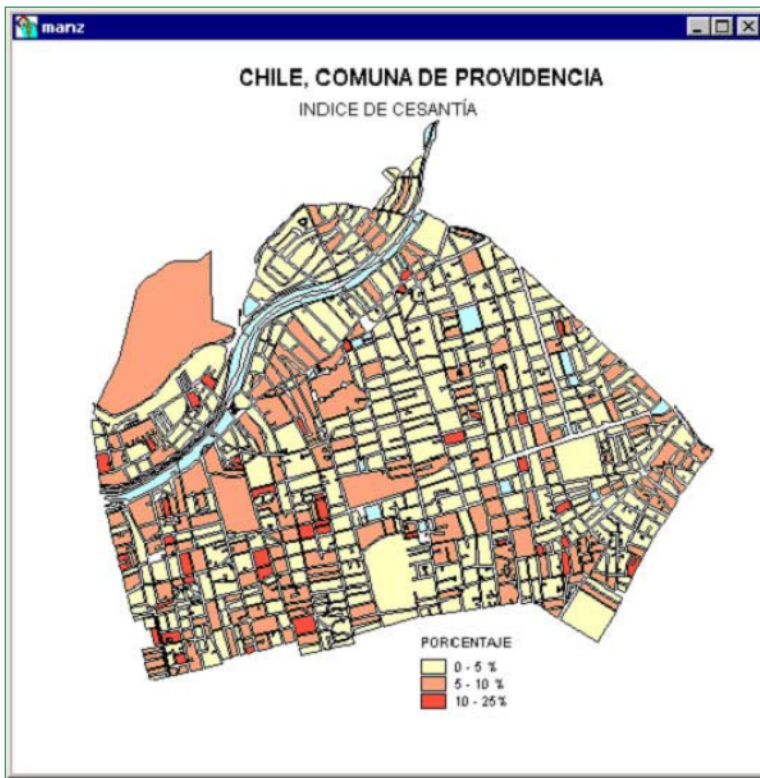 manz
CHILE, COMUNA DE PROVIDENCIA
INDICE DE CESANTÍA
PORCENTAJE
0 - 5 %
5 - 10 %
10 - 25%